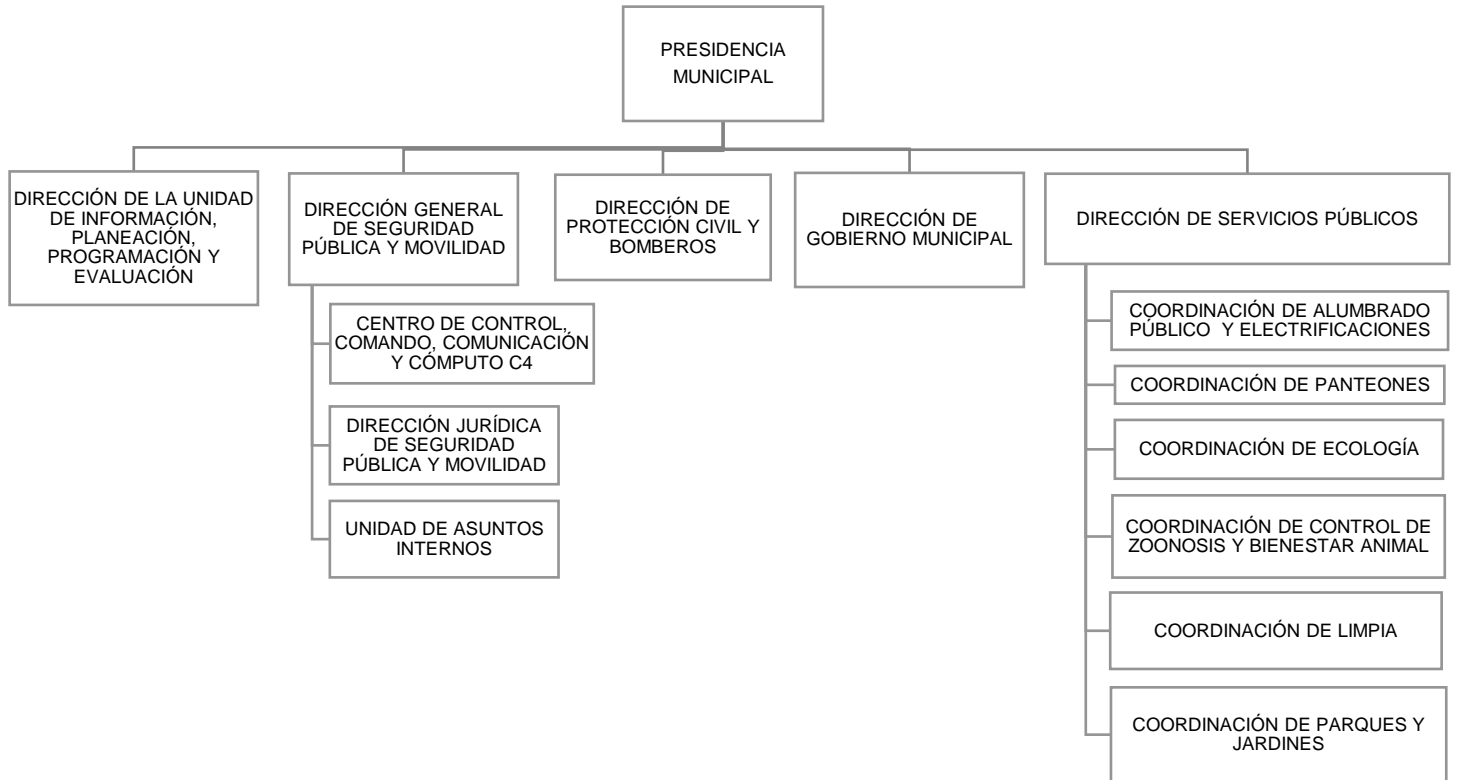 PRESIDENCIA
MUNICIPAL
DIRECCIÓN DE LA UNIDAD
DE INFORMACIÓN,
PLANEACIÓN,
PROGRAMACIÓN Y
EVALUACIÓN
DIRECCIÓN GENERAL
DE SEGURIDAD
PÚBLICA Y MOVILIDAD
DIRECCIÓN DE
PROTECCIÓN CIVIL Y
BOMBEROS
DIRECCIÓN DE
GOBIERNO MUNICIPAL
DIRECCIÓN DE SERVICIOS PÚBLICOS
CENTRO DE CONTROL,
COMANDO, COMUNICACIÓN
Y CÓMPUTO C4
DIRECCIÓN JURÍDICA
DE SEGURIDAD
PÚBLICA Y MOVILIDAD
UNIDAD DE ASUNTOS
INTERNOS
COORDINACIÓN DE ALUMBRADO
PÚBLICO  Y ELECTRIFICACIONES
COORDINACIÓN DE PANTEONES
COORDINACIÓN DE ECOLOGÍA
COORDINACIÓN DE CONTROL DE
ZOONOSIS Y BIENESTAR ANIMAL
COORDINACIÓN DE LIMPIA
COORDINACIÓN DE PARQUES Y
JARDINES